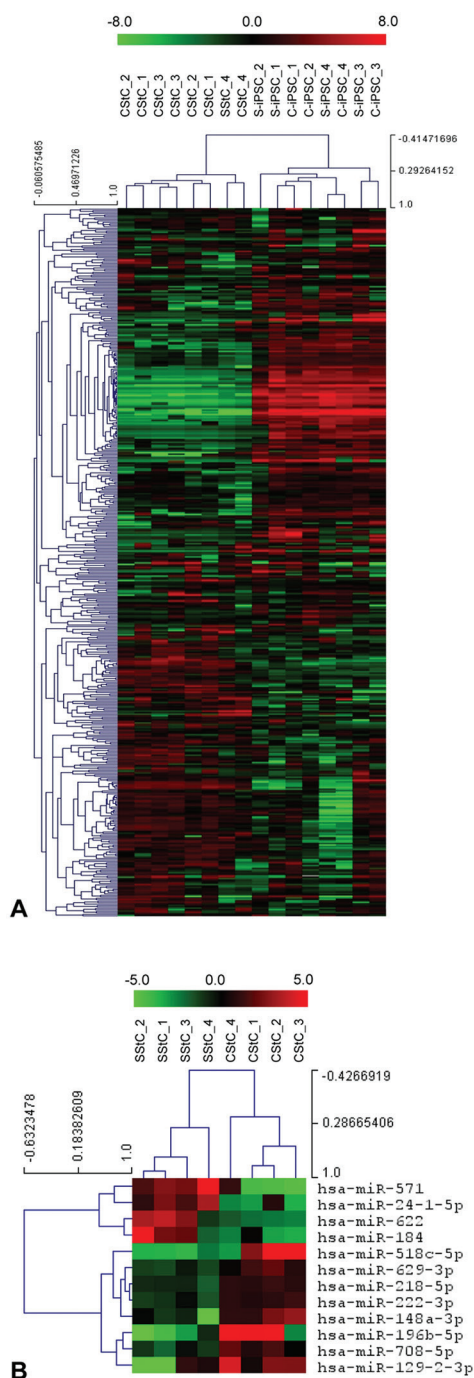 -8.0 S-0.0 8.0
CStC_2 CStC_1 CStC_3 CStC_3 CStC_2 CStC_1 SStC_4 CStC_4 S-iPSC_2 S-iPSC_1 C-iPSC_1 C-iPSC_2 S-iPSC_4 C-iPSC_4 S-iPSC_3 C-iPSC_3
-0.41471696
0.29264152
1.0
-0.060575485 0.46971226 1.0
A
-5.0 0.0 5.0
SStC_2 SStC_1 SStC_3 SStC_4 CStC_4 CStC_1 CStC_2 CStC_3
-0.4266919
0.28665406
1.0
-0.6323478 0.18382609 1.0
hsa-miR-571
hsa-miR-24-1-5p
hsa-miR-622
hsa-miR-184
hsa-miR-518c-5p
hsa-miR-629-3p
hsa-miR-218-5p
hsa-miR-222-3p
hsa-miR-148a-3p
hsa-miR-196b-5p
hsa-miR-708-5p
hsa-miR-129-2-3p
B